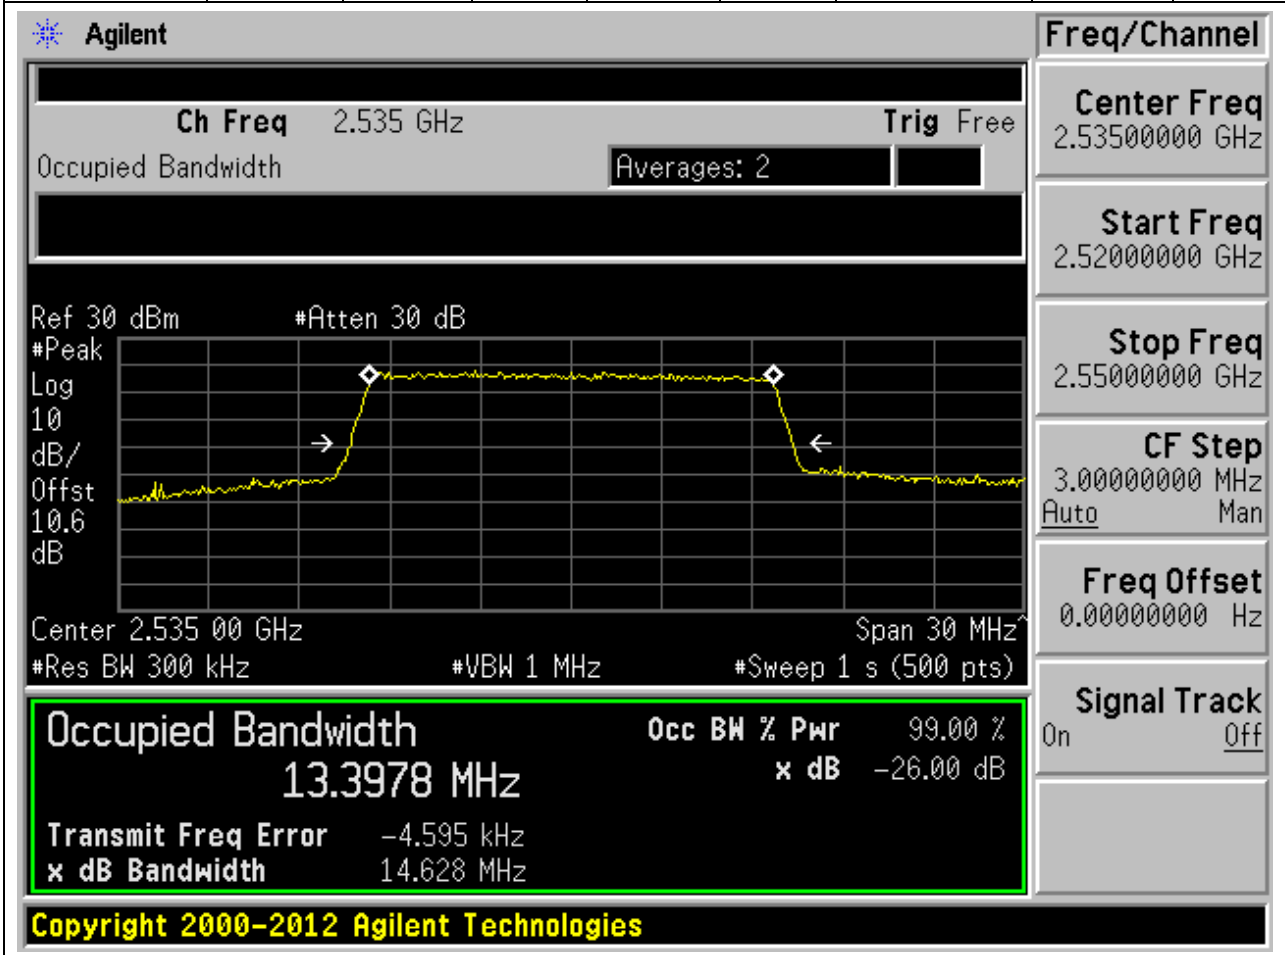 Agilent
Freq/Channel
Ch Freq 2.535 GHz Trig Free
Occupied Bandwidth Averages: 2
Center Freq
2.53500000 GHz
Start Freq
2.52000000 GHz
Stop Freq
2.55000000 GHz
CF Step
3.00000000 MHz
Auto Man
Freq Offset
0.00000000 Hz
Signal Track
On Off
Ref 30 dBm #Atten 30 dB
#Peak
Log
10
dB/
Offst
10.6
dB
Center 2.535 00 GHz Span 30 MHz^
#Res BW 300 kHz #VBW 1 MHz #Sweep 1 s (500 pts)
Occupied Bandwidth Occ BW % Pwr 99.00 %
13.3978 MHz x dB -26.00 dB
Transmit Freq Error -4.595 kHz
x dB Bandwidth 14.628 MHz
Copyright 2000-2012 Agilent Technologies